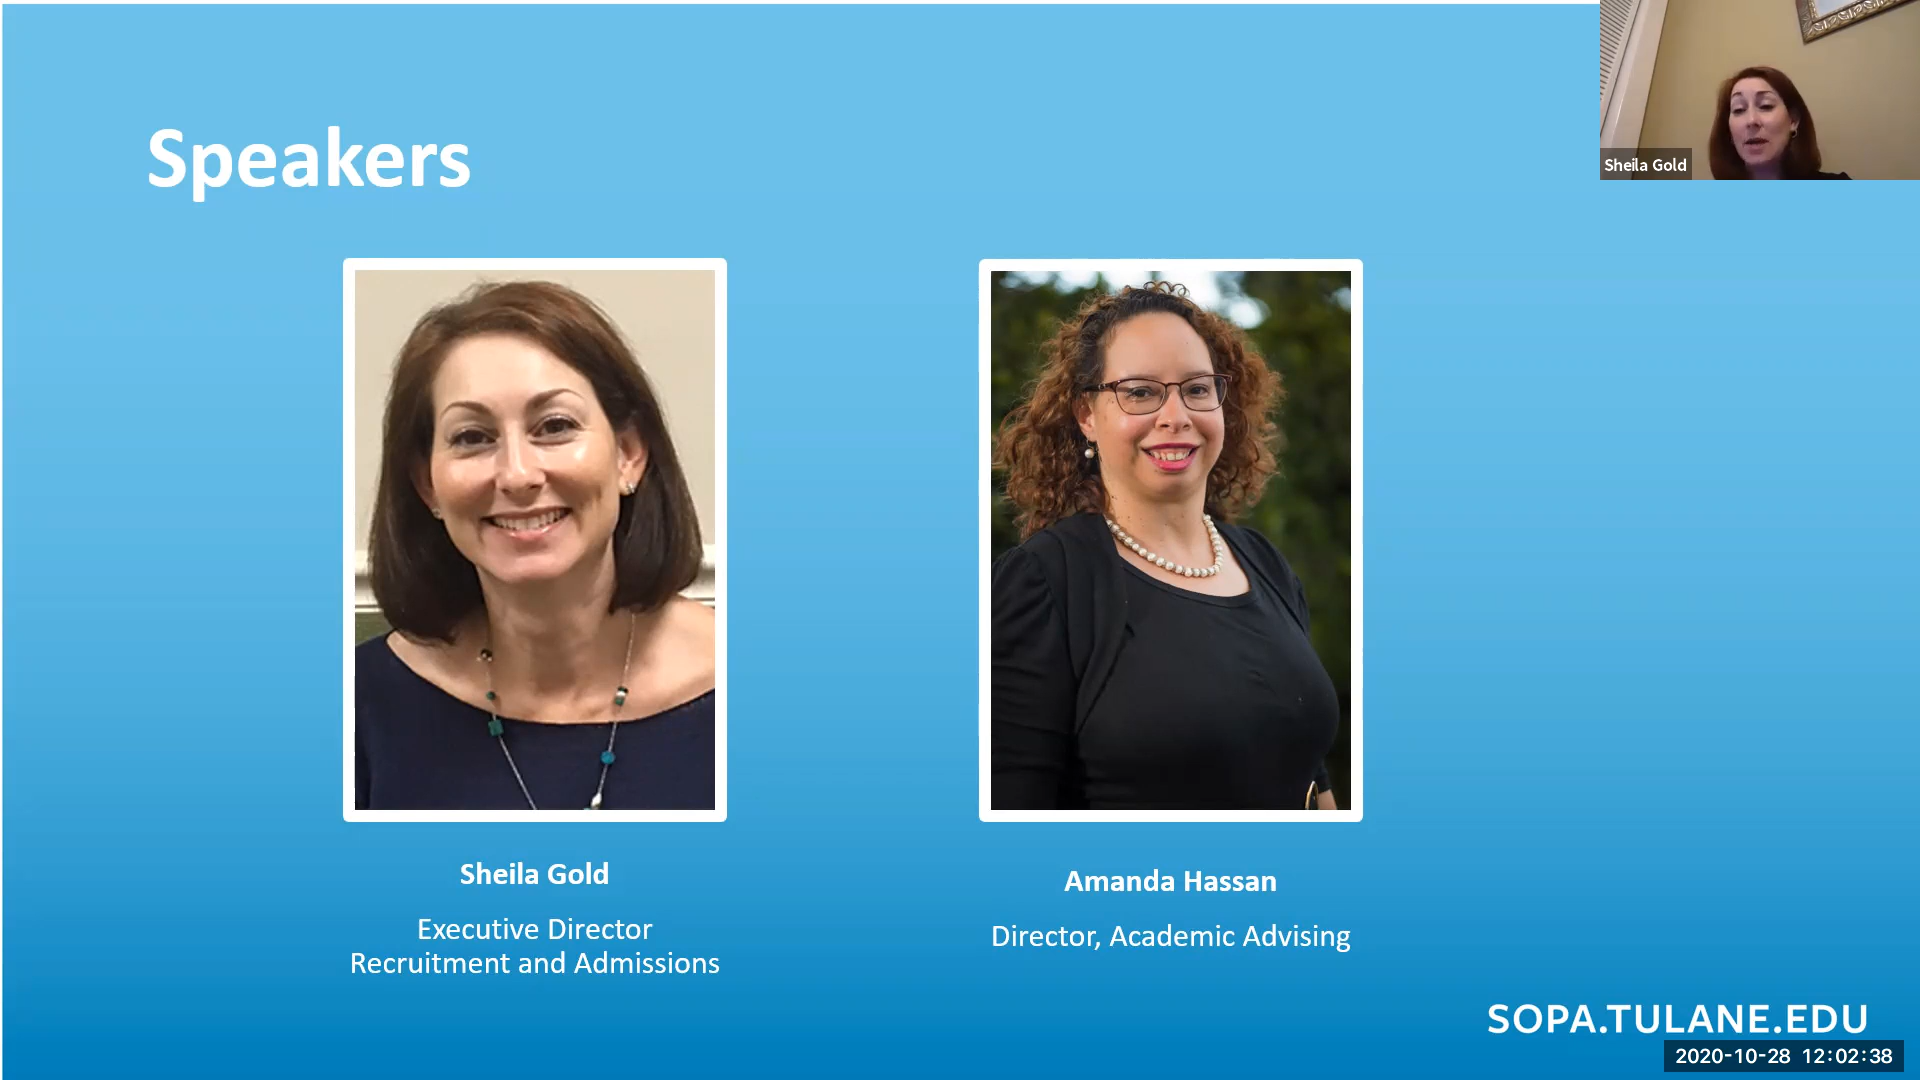 Speakers
Sheila Gold
Sheila Gold
Executive Director
Recruitment and Admissions
Amanda Hassan
Director, Academic Advising
SOPA.TULANE.EDU
2020-10-28 12:02:38